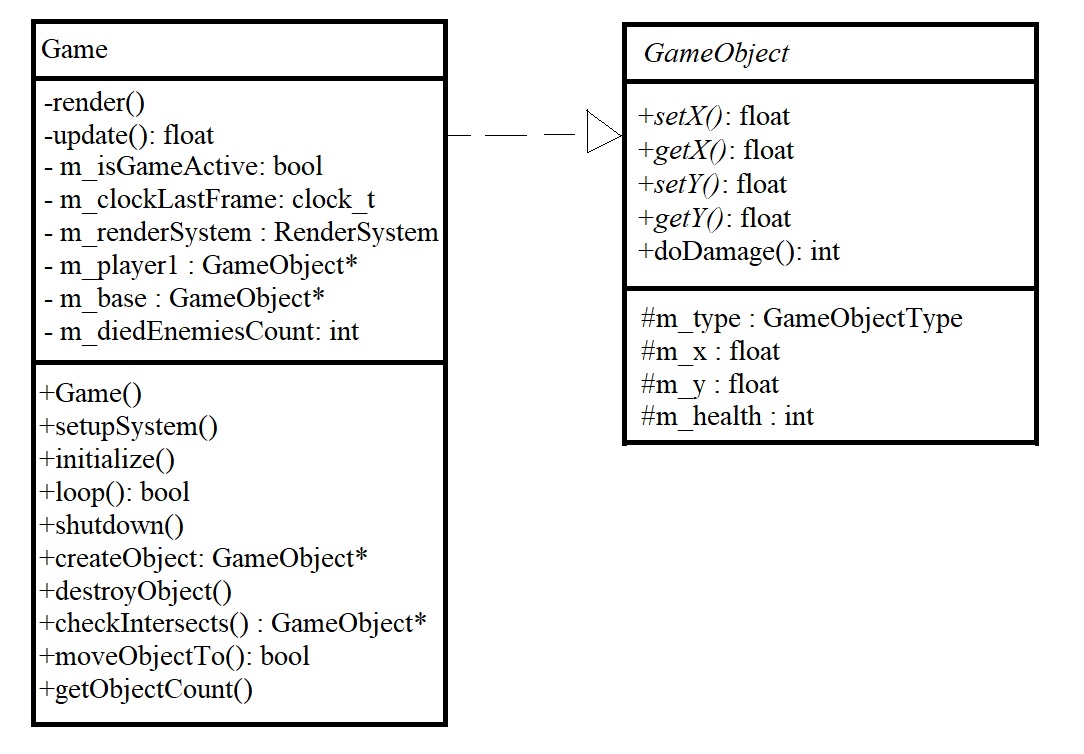 Game
-render()
-update(): float
- m_isGameActive: bool
- m_clockLastFrame: clock_t
- m_renderSystem : RenderSystem
- m_player1 : GameObject*
- m_base : GameObject*
- m_diedEnemiesCount: int
+Game()
+setupSystem()
+initialize()
+loop(): bool
+shutdown()
+createObject: GameObject*
+destroyObject()
+checkIntersects() : GameObject*
+moveObjectTo(): bool
+getObjectCount()
GameObject
+setX(): float
+getX(): float
+setY(): float
+getY(): float
+doDamage(): int
#m_type : GameObjectType
#m_x : float
#m_y : float
#m_health : int